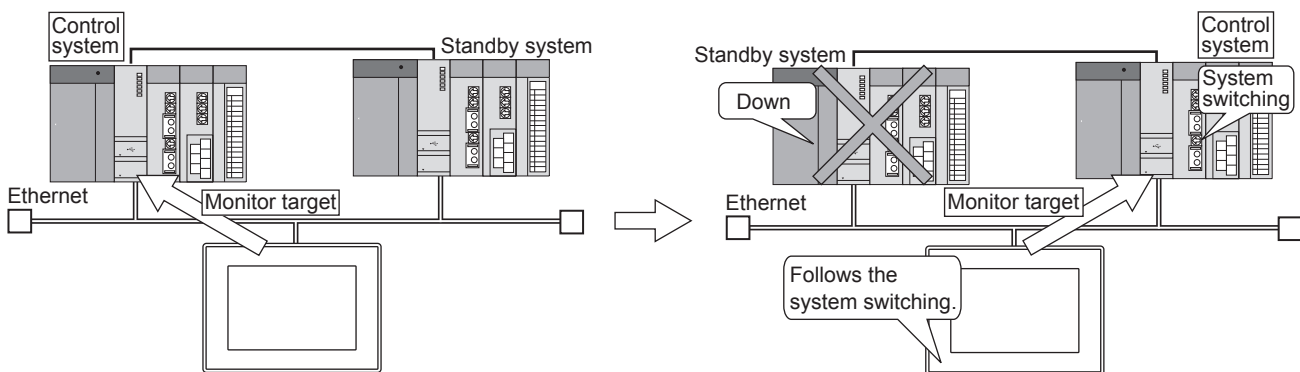 Control
system
Standby system
Ethernet
Monitor target
Control
system
Standby system
System
switching
Down
Ethernet
Monitor target
Follows the
system switching.